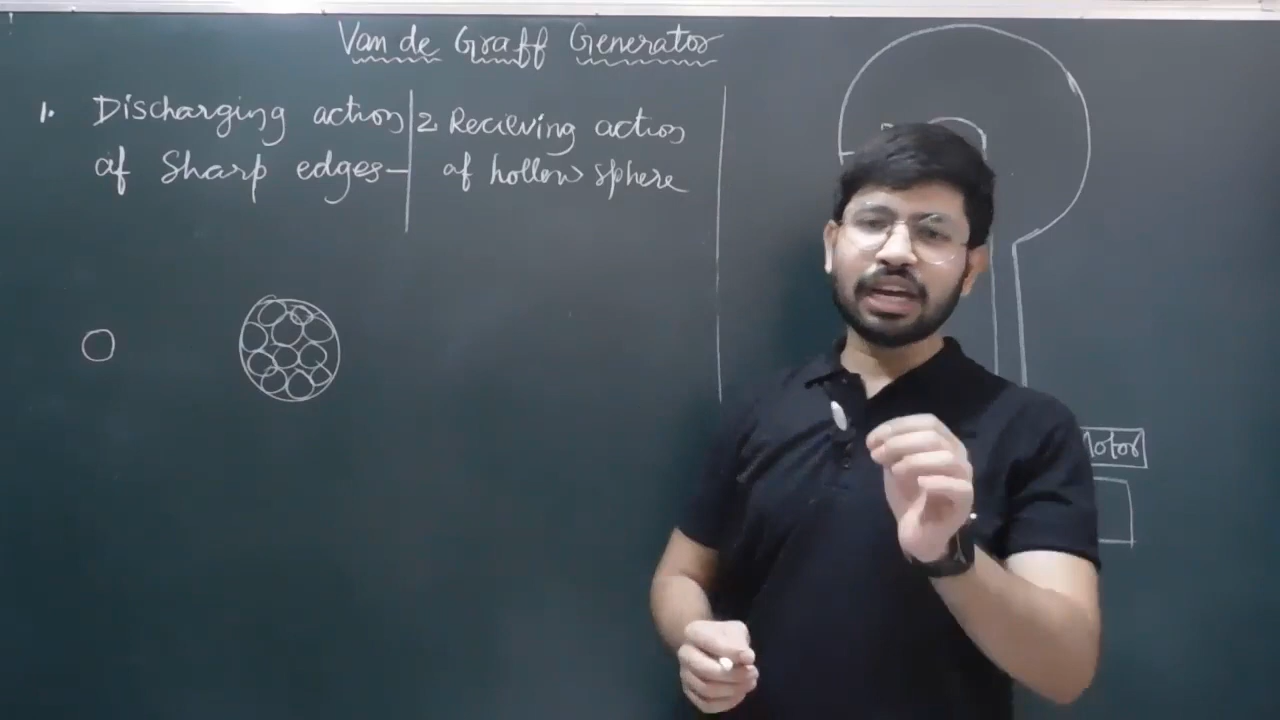 Van de Graff Generator
1. Discharging action
of Sharp edges-
2 Recieving action
of hollow sphere
Motor